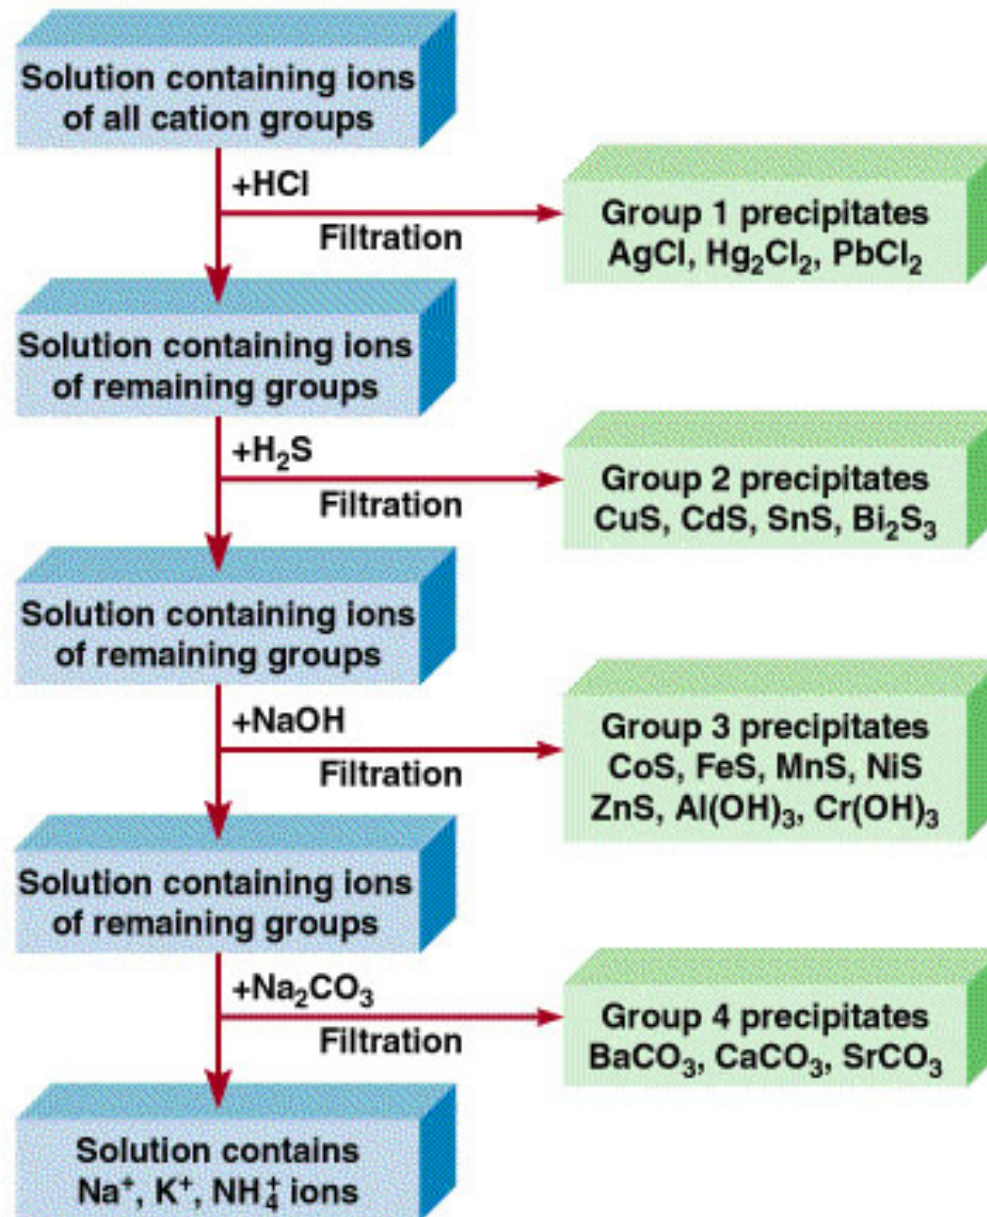 Solution containing ions
of all cation groups
+HCl
Filtration
Group 1 precipitates
AgCl, Hg₂Cl₂, PbCl₂
Solution containing ions
of remaining groups
+H₂S
Filtration
Group 2 precipitates
CuS, CdS, SnS, Bi₂S₃
Solution containing ions
of remaining groups
+NaOH
Filtration
Group 3 precipitates
CoS, FeS, MnS, NiS
ZnS, Al(OH)₃, Cr(OH)₃
Solution containing ions
of remaining groups
+Na₂CO₃
Filtration
Group 4 precipitates
BaCO₃, CaCO₃, SrCO₃
Solution contains
Na⁺, K⁺, NH₄⁺ ions